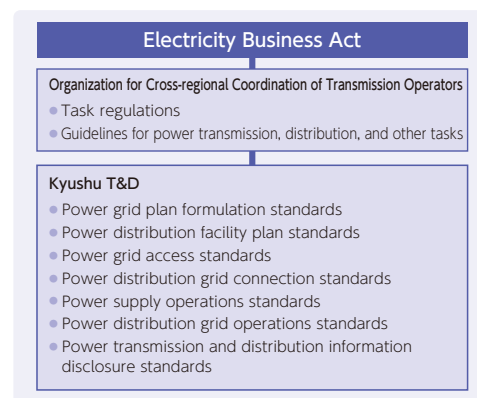 Electricity Business Act
Organization for Cross-regional Coordination of Transmission Operators
● Task regulations
● Guidelines for power transmission, distribution, and other tasks
Kyushu T&D
● Power grid plan formulation standards
● Power distribution facility plan standards
● Power grid access standards
● Power distribution grid connection standards
● Power supply operations standards
● Power distribution grid operations standards
● Power transmission and distribution information
disclosure standards